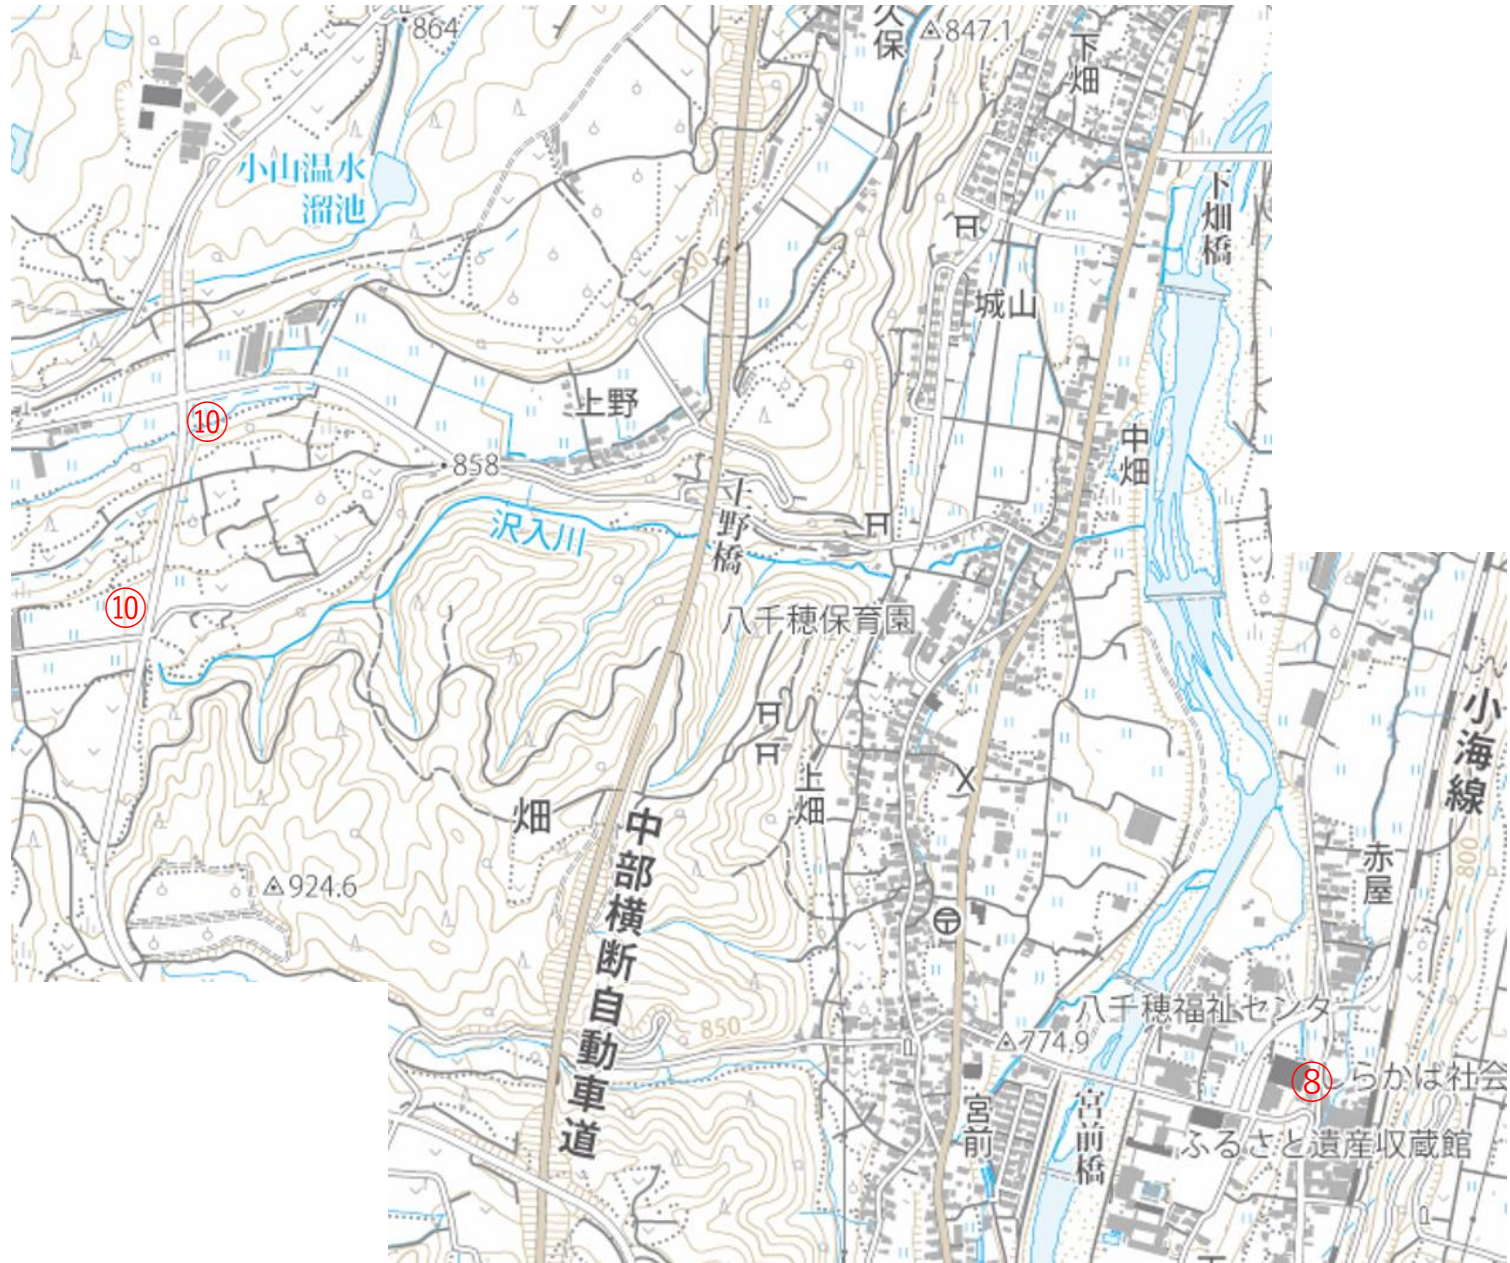 864
久保
847.1
下畑
小山温水
溜池
下畑橋
850
城山
上野
⑩
中畑
858
上野橋
沢入川
⑩
八千穂保育園
小海線
上畑
畑
中部横断自動車道
800
赤屋
924.6
八千穂福祉センター
850
774.9
⑧
しらかば社会
宮前
宮前橋
ふるさと遺産収蔵館